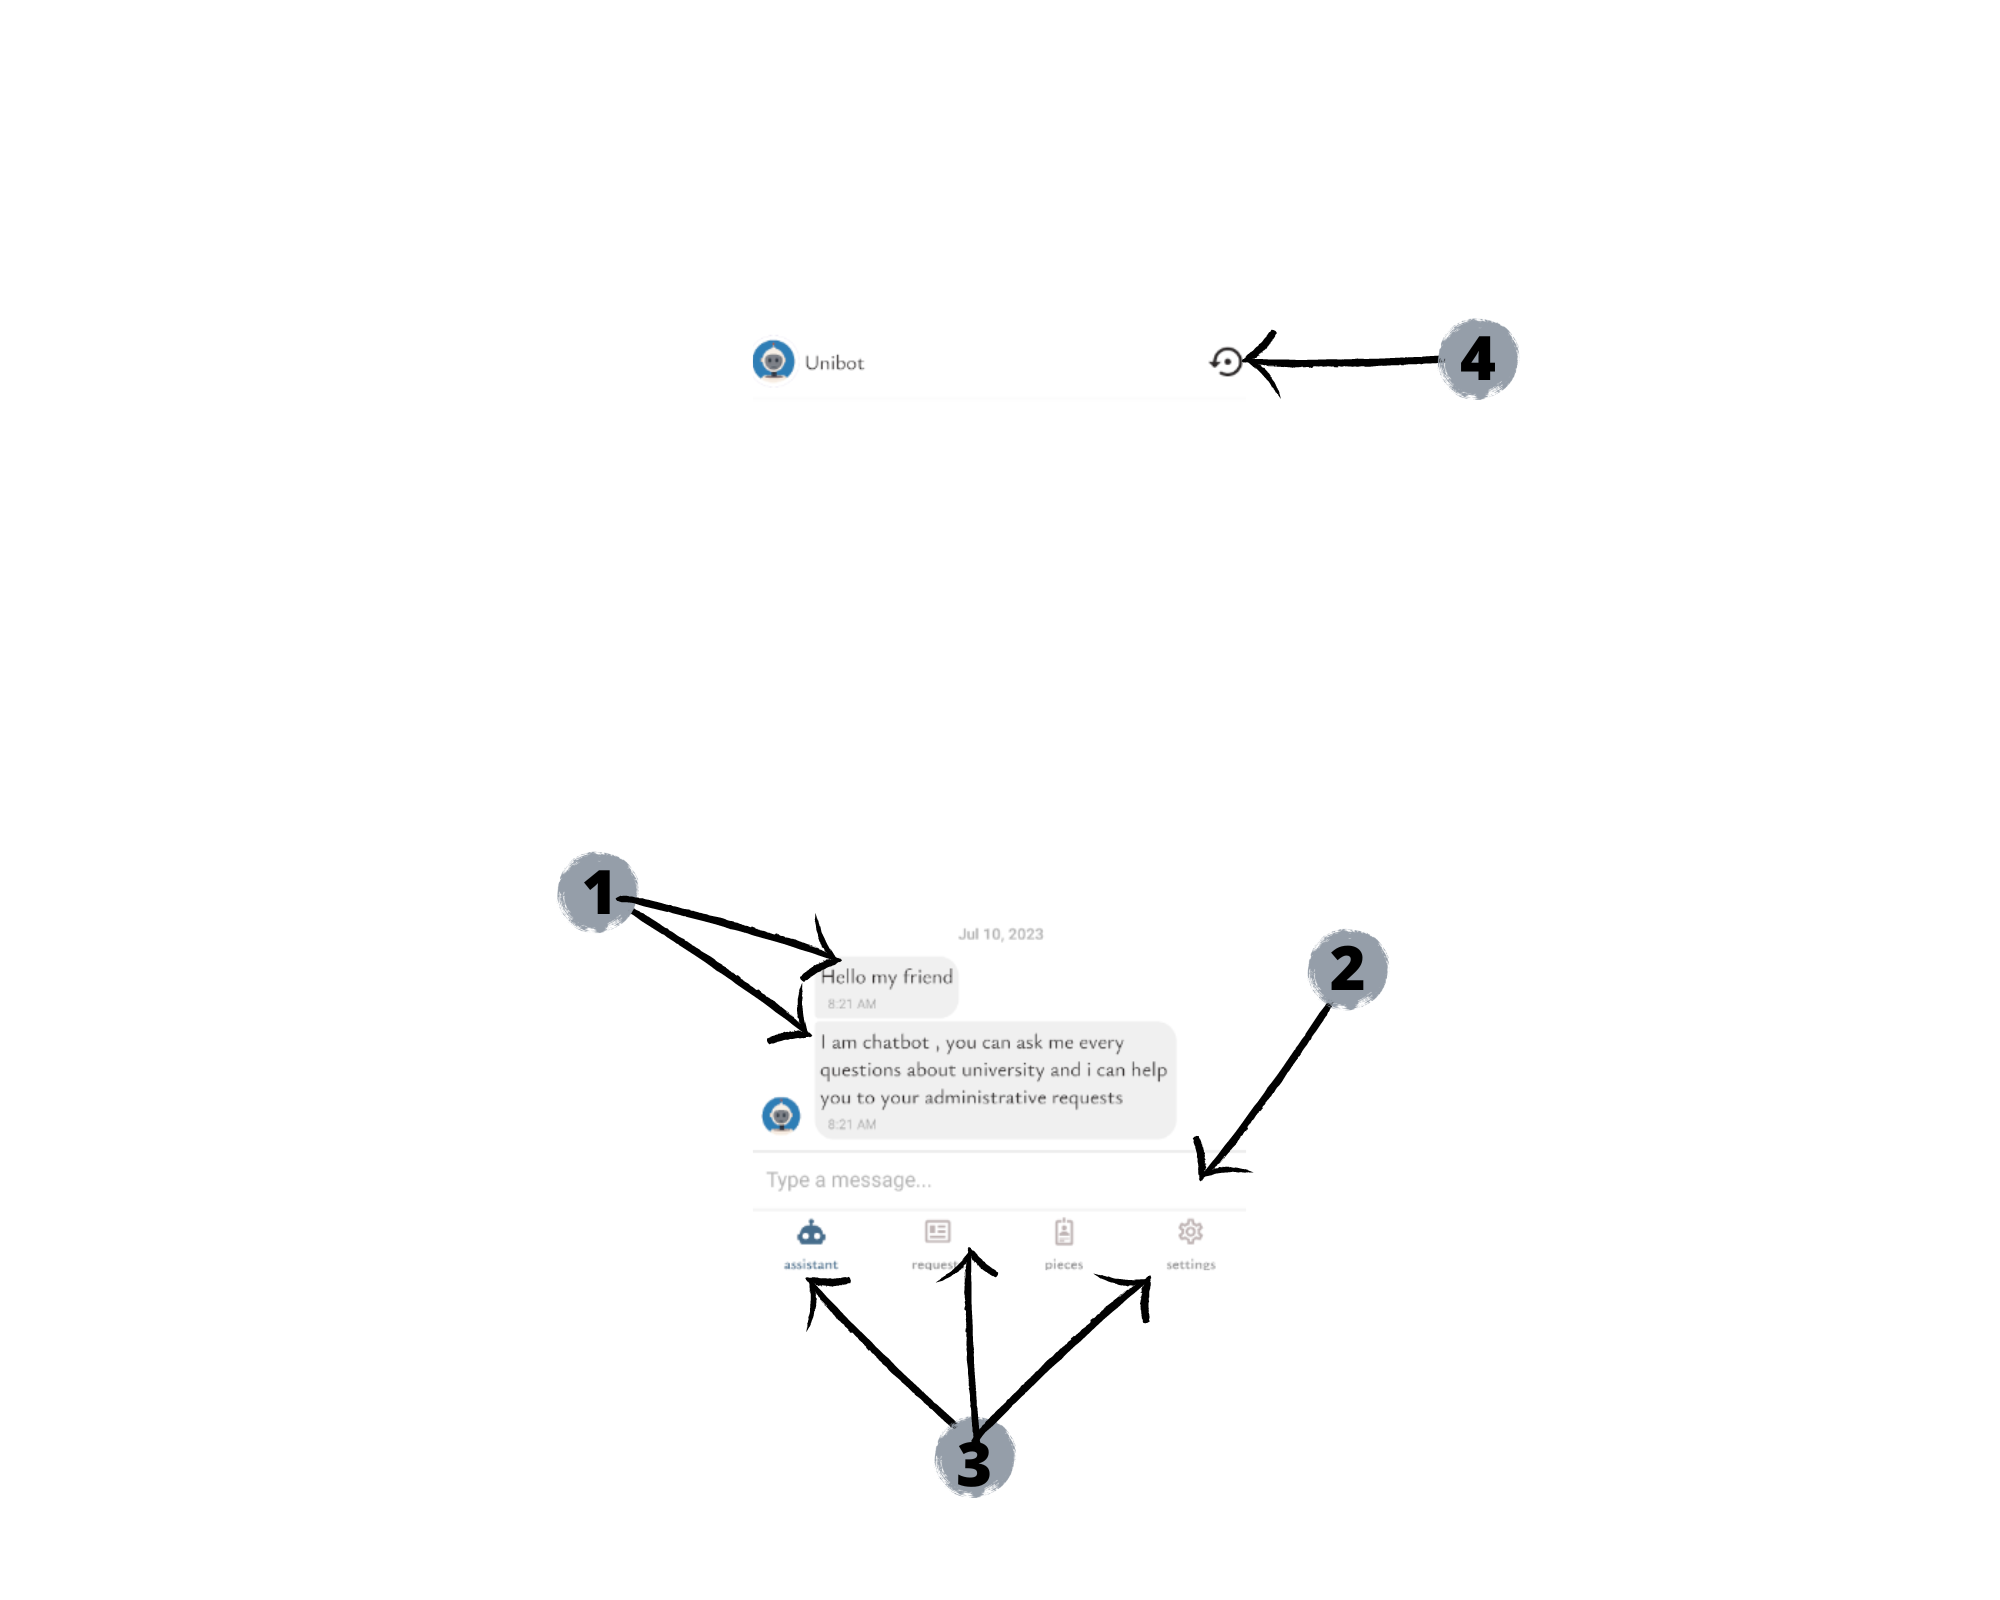 Unibot
4
1
Jul 10, 2023
Hello my friend
8:21 AM
2
I am chatbot , you can ask me every
questions about university and i can help
you to your administrative requests
8:21 AM
Type a message...
assistant request pieces settings
3